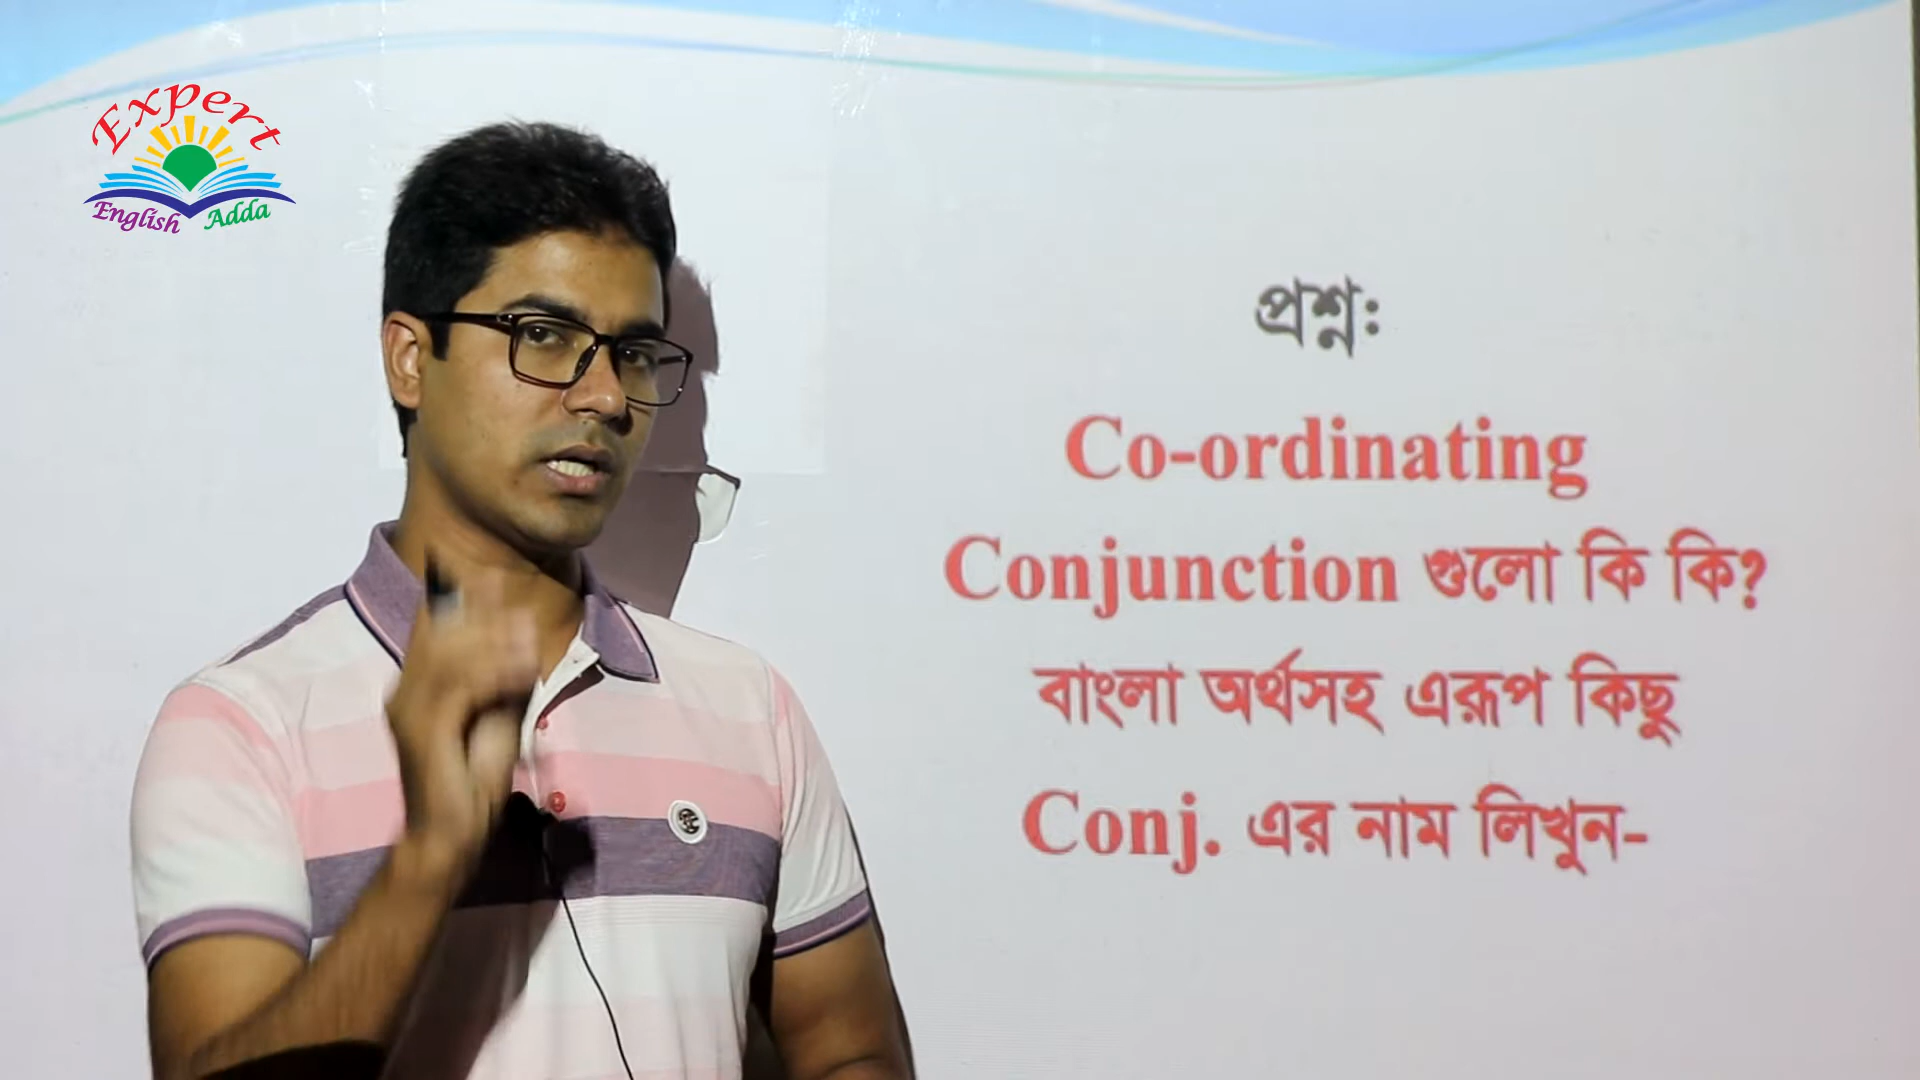 Expert
English Adda
প্রশ্নঃ
Co-ordinating
Conjunction গুলো কি কি?
বাংলা অর্থসহ এরূপ কিছু
Conj. এর নাম লিখুন-